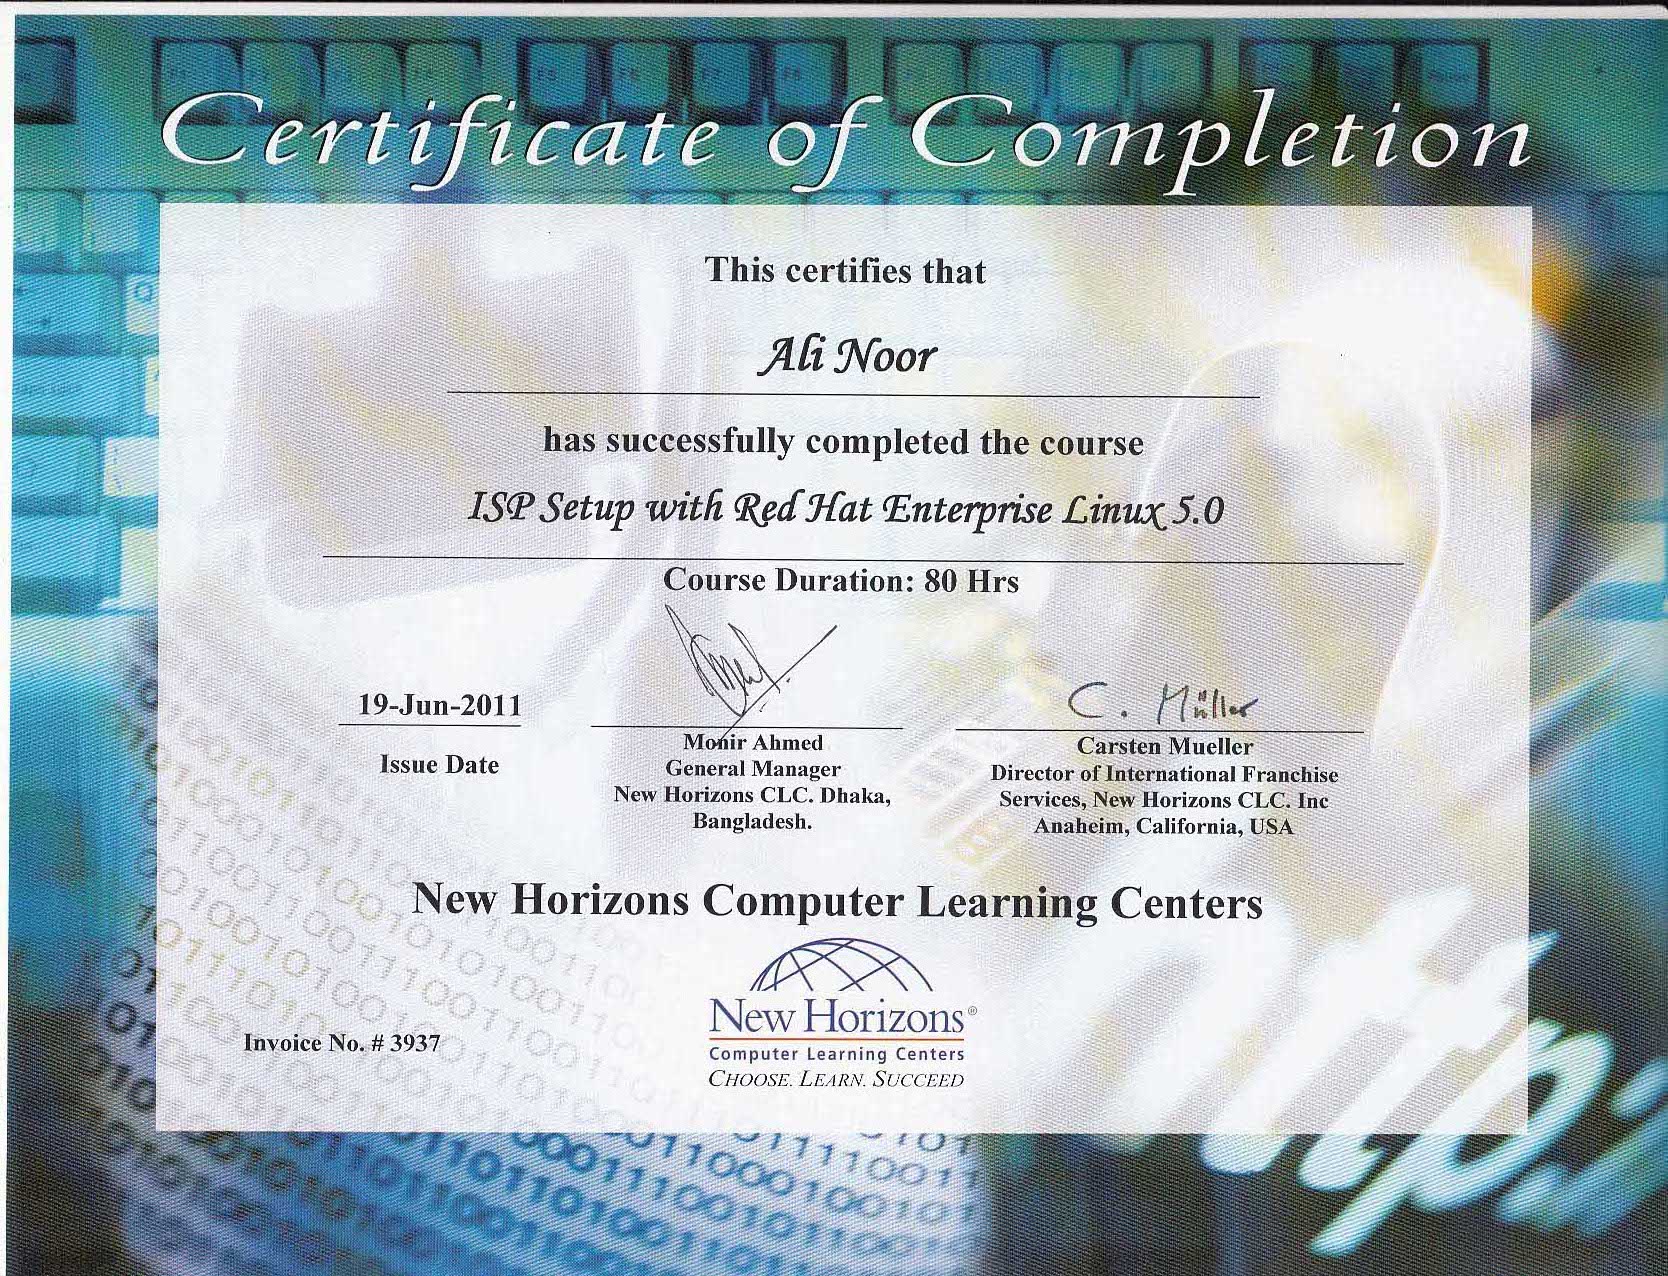 Certificate of Completion
This certifies that
Ali Noor
has successfully completed the course
ISP Setup with Red Hat Enterprise Linux 5.0
Course Duration: 80 Hrs
19-Jun-2011
Issue Date
Monir Ahmed
General Manager
New Horizons CLC. Dhaka,
Bangladesh.
C. Müller
Carsten Mueller
Director of International Franchise
Services, New Horizons CLC. Inc
Anaheim, California, USA
New Horizons Computer Learning Centers
New Horizons®
Computer Learning Centers
CHOOSE. LEARN. SUCCEED
Invoice No. # 3937
http:/